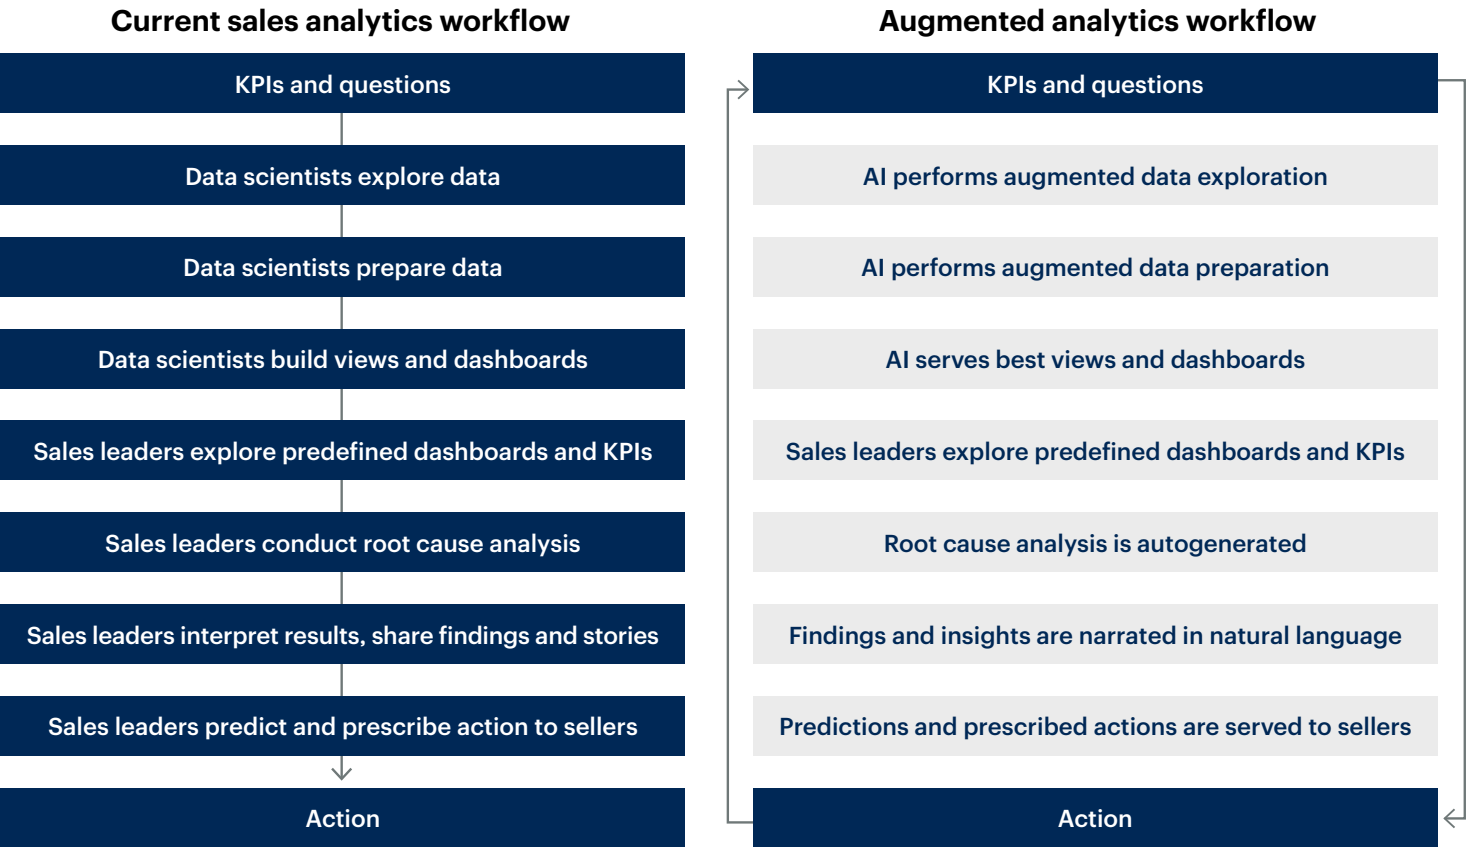 Current sales analytics workflow
KPIs and questions
Data scientists explore data
Data scientists prepare data
Data scientists build views and dashboards
Sales leaders explore predefined dashboards and KPIs
Sales leaders conduct root cause analysis
Sales leaders interpret results, share findings and stories
Sales leaders predict and prescribe action to sellers
Action
Augmented analytics workflow
KPIs and questions
AI performs augmented data exploration
AI performs augmented data preparation
AI serves best views and dashboards
Sales leaders explore predefined dashboards and KPIs
Root cause analysis is autogenerated
Findings and insights are narrated in natural language
Predictions and prescribed actions are served to sellers
Action